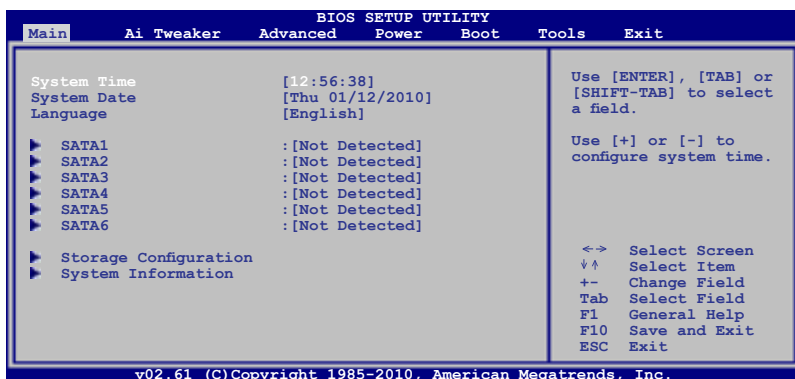 BIOS SETUP UTILITY
Main Ai Tweaker Advanced Power Boot Tools Exit
System Time [12:56:38]
System Date [Thu 01/12/2010]
Language [English]
SATA1 :[Not Detected]
SATA2 :[Not Detected]
SATA3 :[Not Detected]
SATA4 :[Not Detected]
SATA5 :[Not Detected]
SATA6 :[Not Detected]
Storage Configuration
System Information
Use [ENTER], [TAB] or
[SHIFT-TAB] to select
a field.
Use [+] or [-] to
configure system time.
←→ Select Screen
↓↑ Select Item
+- Change Field
Tab Select Field
F1 General Help
F10 Save and Exit
ESC Exit
v02.61 (C)Copyright 1985-2010, American Megatrends, Inc.